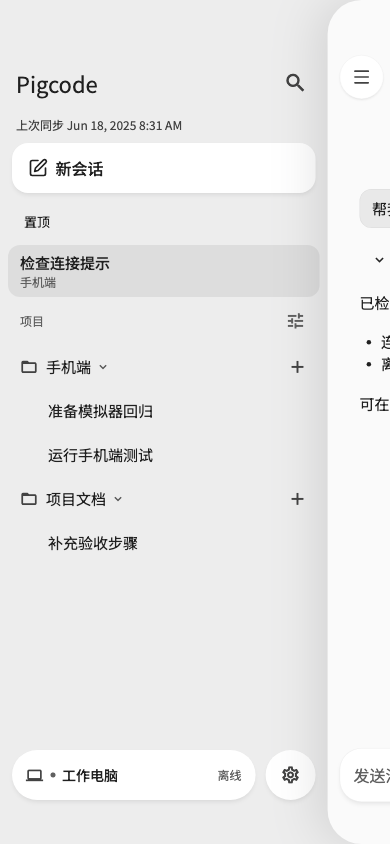 Pigcode
上次同步 Jun 18, 2025 8:31 AM
新会话
置顶
检查连接提示
手机端
项目
手机端
准备模拟器回归
运行手机端测试
项目文档
补充验收步骤
工作电脑
离线
已检
可在
发送